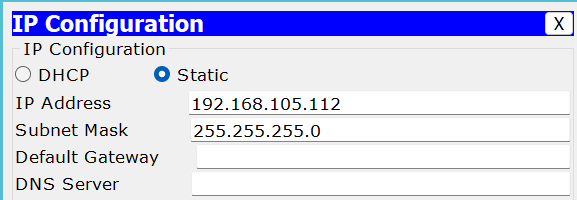 IP Configuration X
IP Configuration
DHCP Static
IP Address 192.168.105.112
Subnet Mask 255.255.255.0
Default Gateway
DNS Server